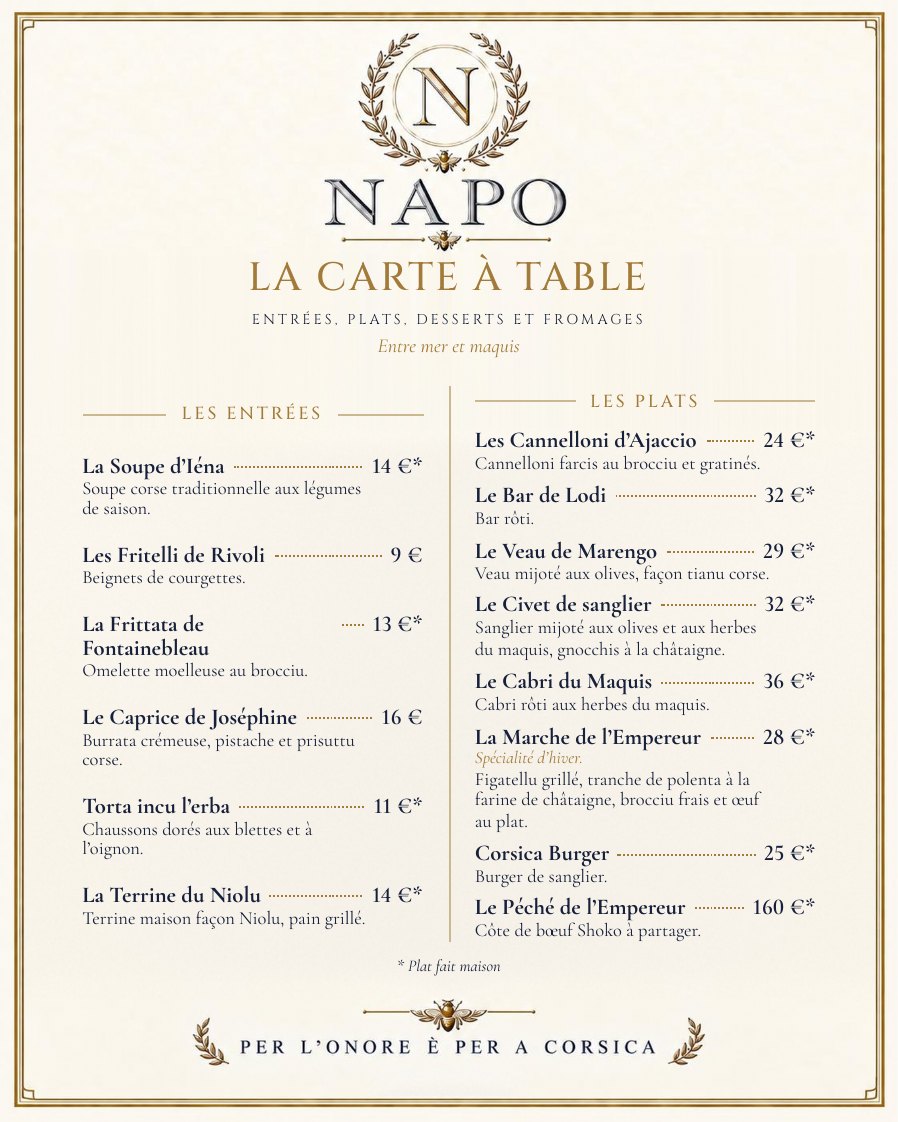 N
NAPO
LA CARTE À TABLE
ENTRÉES, PLATS, DESSERTS ET FROMAGES
Entre mer et maquis
LES ENTRÉES
La Soupe d’Iéna 14 €*
Soupe corse traditionnelle aux légumes
de saison.
Les Fritelli de Rivoli 9 €
Beignets de courgettes.
La Frittata de 13 €*
Fontainebleau
Omelette moelleuse au brocciu.
Le Caprice de Joséphine 16 €
Burrata crémeuse, pistache et prisuttu
corse.
Torta incu l’erba 11 €*
Chaussons dorés aux blettes et à
l’oignon.
La Terrine du Niolu 14 €*
Terrine maison façon Niolu, pain grillé.
LES PLATS
Les Cannelloni d’Ajaccio 24 €*
Cannelloni farcis au brocciu et gratinés.
Le Bar de Lodi 32 €*
Bar rôti.
Le Veau de Marengo 29 €*
Veau mijoté aux olives, façon tianu corse.
Le Civet de sanglier 32 €*
Sanglier mijoté aux olives et aux herbes
du maquis, gnocchis à la châtaigne.
Le Cabri du Maquis 36 €*
Cabri rôti aux herbes du maquis.
La Marche de l’Empereur 28 €*
Spécialité d’hiver.
Figatellu grillé, tranche de polenta à la
farine de châtaigne, brocciu frais et œuf
au plat.
Corsica Burger 25 €*
Burger de sanglier.
Le Péché de l’Empereur 160 €*
Côte de bœuf Shoko à partager.
* Plat fait maison
PER L’ONORE È PER A CORSICA